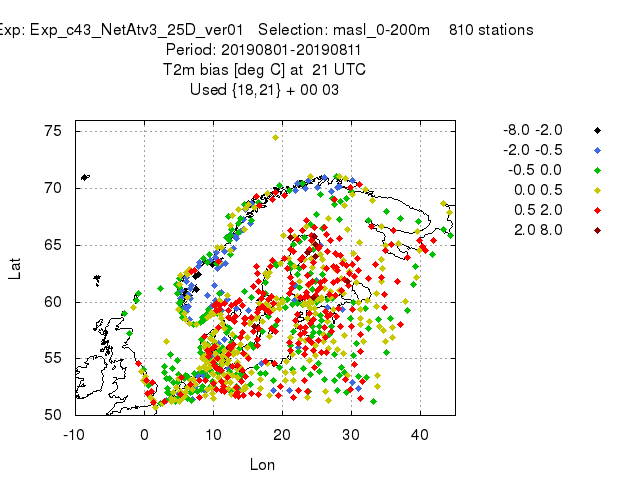 Exp: Exp_c43_NetAtv3_25D_ver01 Selection: masl_0-200m 810 stations
Period: 20190801-20190811
T2m bias [deg C] at 21 UTC
Used {18,21} + 00 03
-8.0 -2.0
-2.0 -0.5
-0.5 0.0
0.0 0.5
0.5 2.0
2.0 8.0
75
70
65
60
55
50
Lat
-10 0 10 20 30 40
Lon